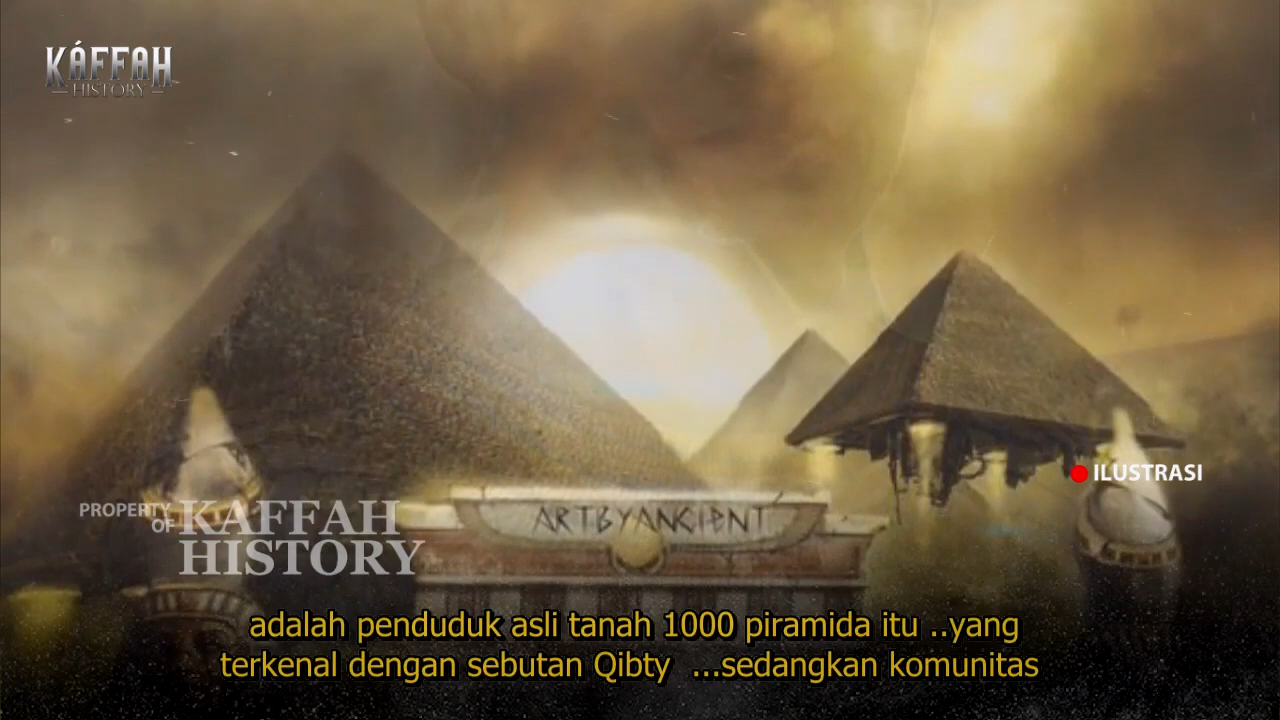 KÁFFAH
HISTORY
ILUSTRASI
PROPERTY
OF
KAFFAH
HISTORY
ARTBYANCIENT
adalah penduduk asli tanah 1000 piramida itu ..yang
terkenal dengan sebutan Qibty ...sedangkan komunitas